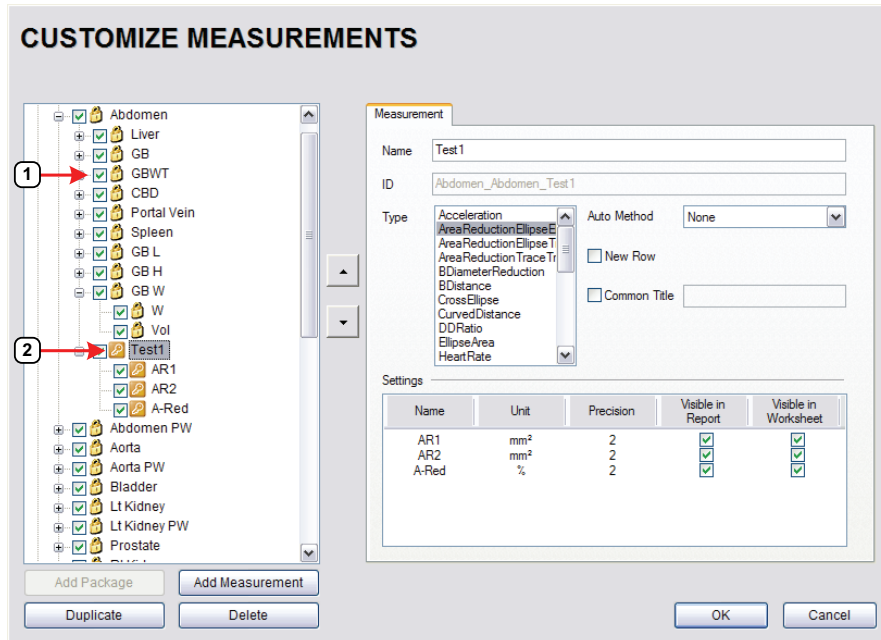 CUSTOMIZE MEASUREMENTS
Abdomen
Liver
GB
1
GBWT
CBD
Portal Vein
Spleen
GB L
GB H
GB W
W
Vol
2
Test1
AR1
AR2
A-Red
Abdomen PW
Aorta
Aorta PW
Bladder
Lt Kidney
Lt Kidney PW
Prostate
Add Package
Add Measurement
Duplicate
Delete
Measurement
Name
Test1
ID
Abdomen_Abdomen_Test1
Type
Acceleration
AreaReductionEllipseE
AreaReductionEllipseT
AreaReductionTraceTr
BDiameterReduction
BDistance
CrossEllipse
CurvedDistance
DDRatio
EllipseArea
HeartRate
Auto Method
None
New Row
Common Title
Settings
Name Unit Precision Visible in Report Visible in Worksheet
AR1 mm² 2
AR2 mm² 2
A-Red % 2
OK
Cancel